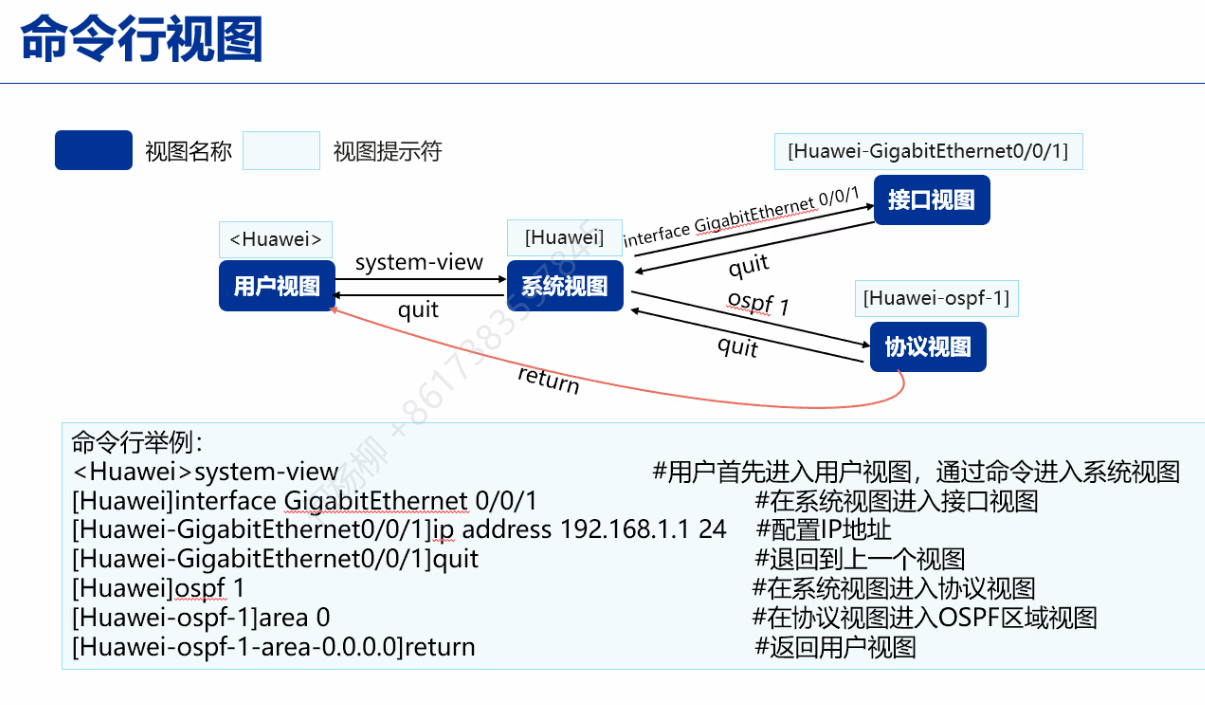 命令行视图
视图名称
视图提示符
[Huawei-GigabitEthernet0/0/1]
接口视图
<Huawei>
[Huawei]
interface GigabitEthernet 0/0/1
用户视图
system-view
系统视图
quit
quit
ospf 1
[Huawei-ospf-1]
quit
协议视图
return
命令行举例：
<Huawei>system-view #用户首先进入用户视图，通过命令进入系统视图
[Huawei]interface GigabitEthernet 0/0/1 #在系统视图进入接口视图
[Huawei-GigabitEthernet0/0/1]ip address 192.168.1.1 24 #配置IP地址
[Huawei-GigabitEthernet0/0/1]quit #退回到上一个视图
[Huawei]ospf 1 #在系统视图进入协议视图
[Huawei-ospf-1]area 0 #在协议视图进入OSPF区域视图
[Huawei-ospf-1-area-0.0.0.0]return #返回用户视图